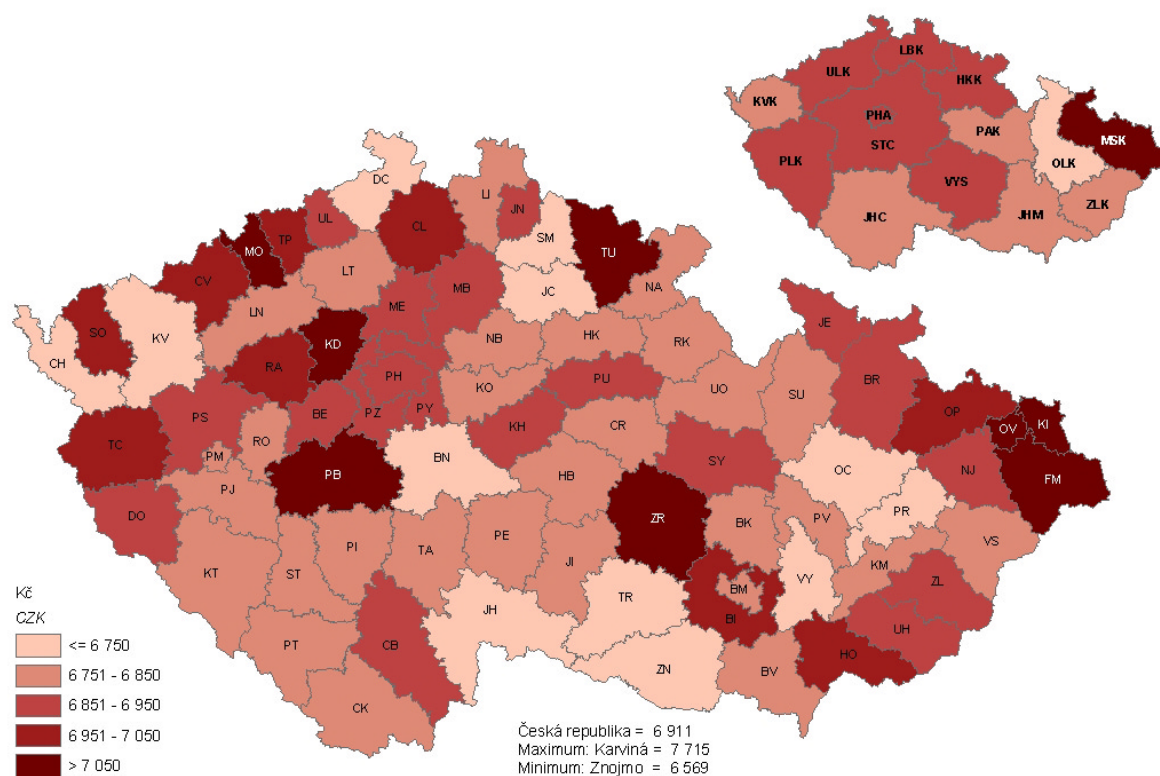 LBK
ULK
HKK
KVK
PHA
PAK
MSK
STC
OLK
PLK
VYS
JHC
JHM
ZLK
DC
LI
JN
UL
CL
SM
TU
MO
TP
LT
CV
MB
JC
NA
ME
LN
SO
KV
CH
KD
NB
HK
RK
JE
RA
PH
PU
BR
KO
UO
SU
PS
BE
PZ
PY
KH
CR
OP
OV
KI
TC
RO
PM
PB
BN
HB
SY
OC
NJ
FM
PJ
DO
ZR
BK
PV
PR
VS
KT
ST
PI
TA
PE
JI
KM
VY
ZL
BM
TR
BI
JH
UH
PT
CB
HO
ZN
BV
CK
Kč
CZK
<= 6 750
6 751 - 6 850
6 851 - 6 950
6 951 - 7 050
> 7 050
Česká republika = 6 911
Maximum: Karviná = 7 715
Minimum: Znojmo = 6 569